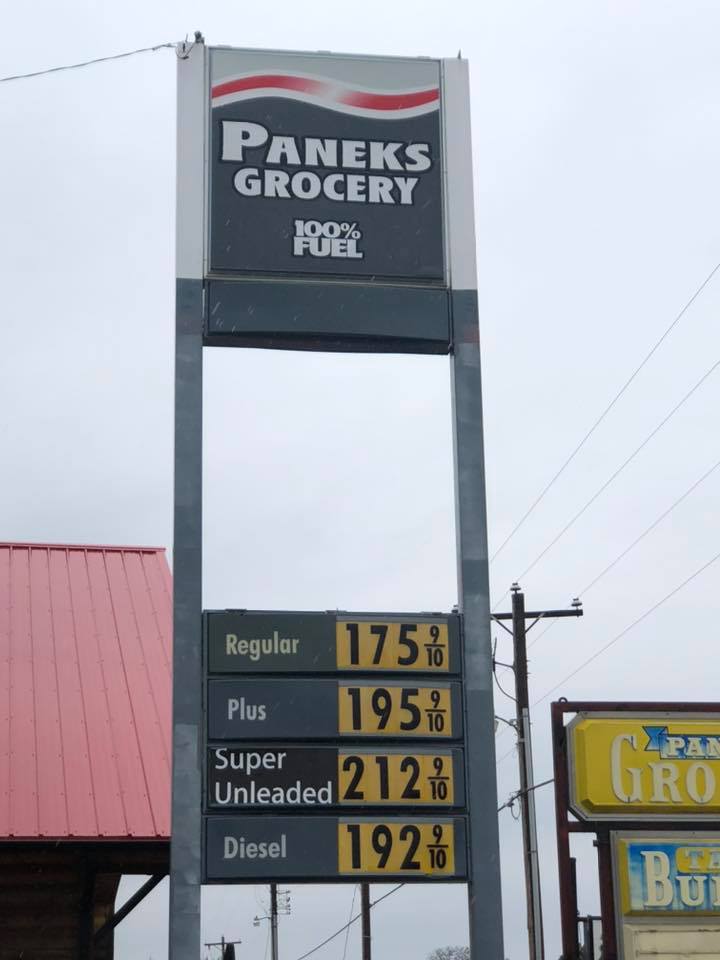 PANEKS
GROCERY
100%
FUEL
Regular 175 9/10
Plus 195 9/10
Super
Unleaded 212 9/10
Diesel 192 9/10